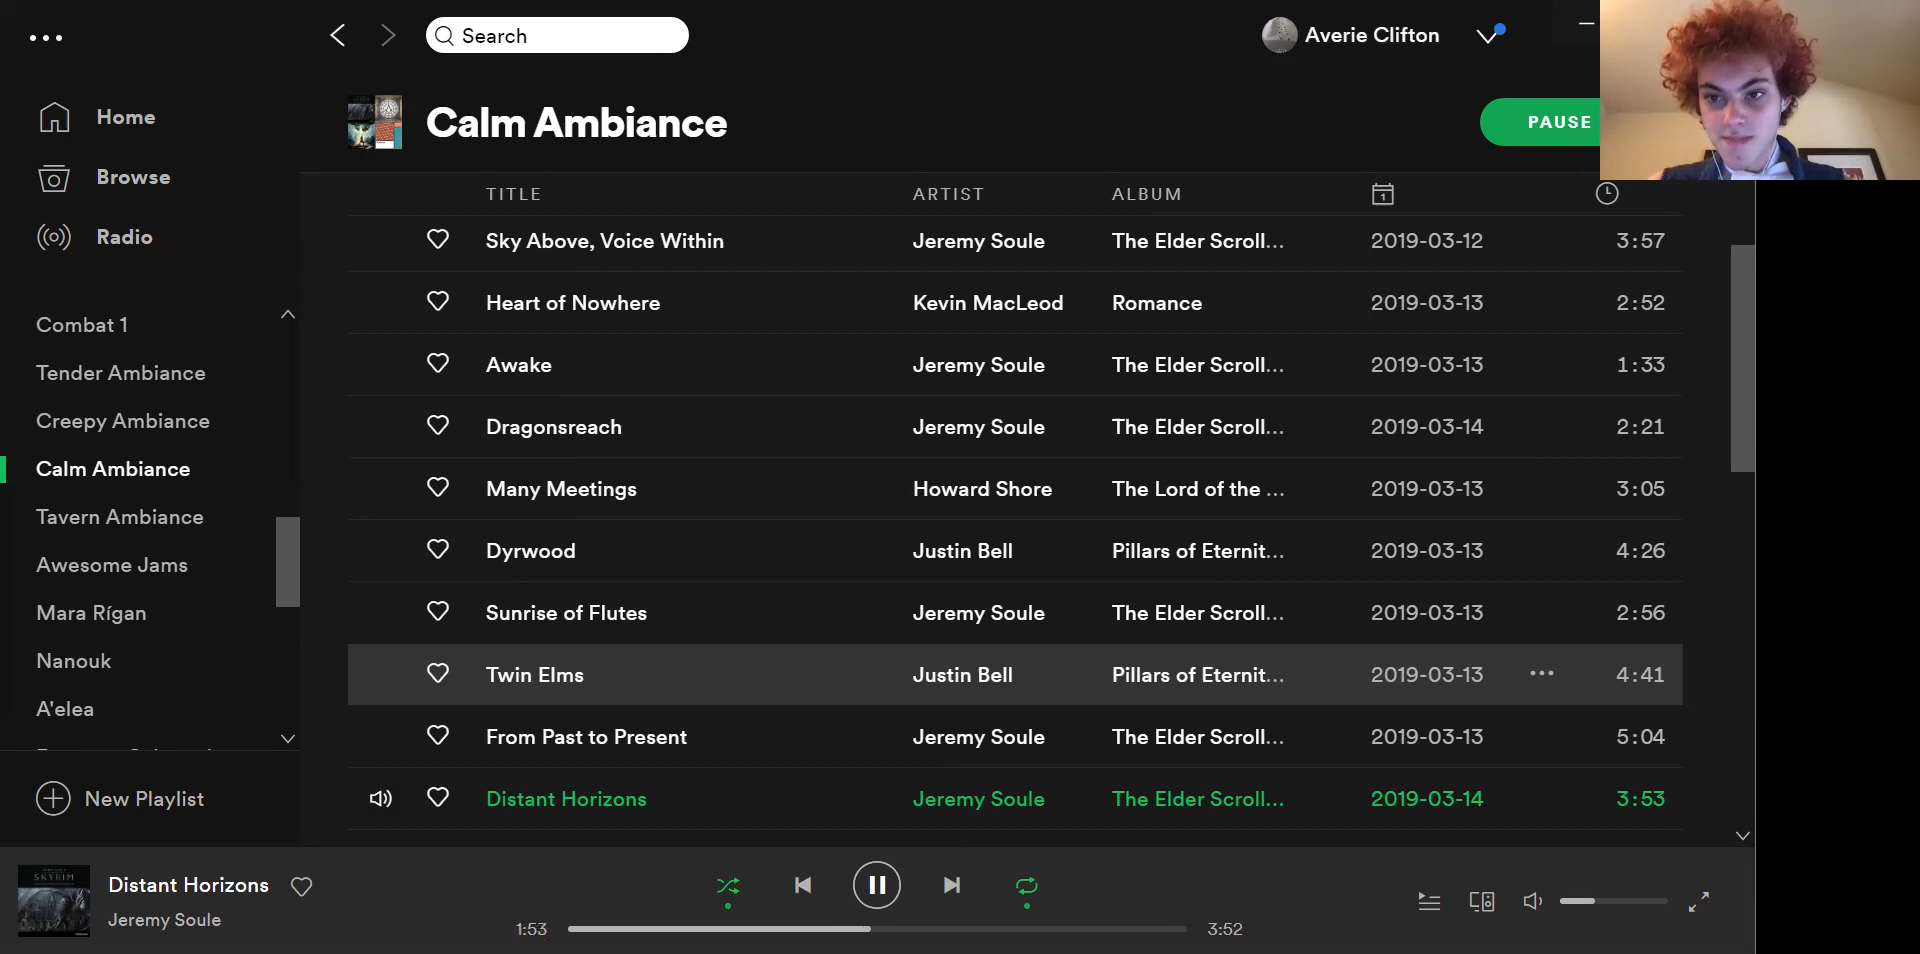 Search
Averie Clifton
Home
Browse
Radio
Combat 1
Tender Ambiance
Creepy Ambiance
Calm Ambiance
Tavern Ambiance
Awesome Jams
Mara Rígan
Nanouk
A'elea
New Playlist
Calm Ambiance
PAUSE
TITLE ARTIST ALBUM
Sky Above, Voice Within Jeremy Soule The Elder Scroll... 2019-03-12 3:57
Heart of Nowhere Kevin MacLeod Romance 2019-03-13 2:52
Awake Jeremy Soule The Elder Scroll... 2019-03-13 1:33
Dragonsreach Jeremy Soule The Elder Scroll... 2019-03-14 2:21
Many Meetings Howard Shore The Lord of the ... 2019-03-13 3:05
Dyrwood Justin Bell Pillars of Eternit... 2019-03-13 4:26
Sunrise of Flutes Jeremy Soule The Elder Scroll... 2019-03-13 2:56
Twin Elms Justin Bell Pillars of Eternit... 2019-03-13 4:41
From Past to Present Jeremy Soule The Elder Scroll... 2019-03-13 5:04
Distant Horizons Jeremy Soule The Elder Scroll... 2019-03-14 3:53
SKYRIM
Distant Horizons
Jeremy Soule
1:53 3:52